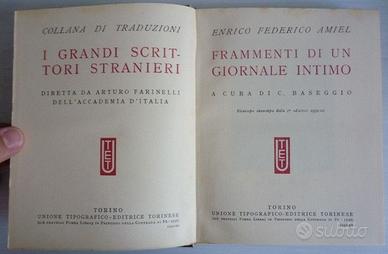 COLLANA DI TRADUZIONI
I GRANDI SCRIT-
TORI STRANIERI
DIRETTA DA ARTURO FARINELLI
DELL'ACCADEMIA D'ITALIA
UTET
TORINO
UNIONE TIPOGRAFICO-EDITRICE TORINESE
ENRICO FEDERICO AMIEL
FRAMMENTI DI UN
GIORNALE INTIMO
A CURA DI C. BASEGGIO
UTET
TORINO
UNIONE TIPOGRAFICO-EDITRICE TORINESE
subito.it